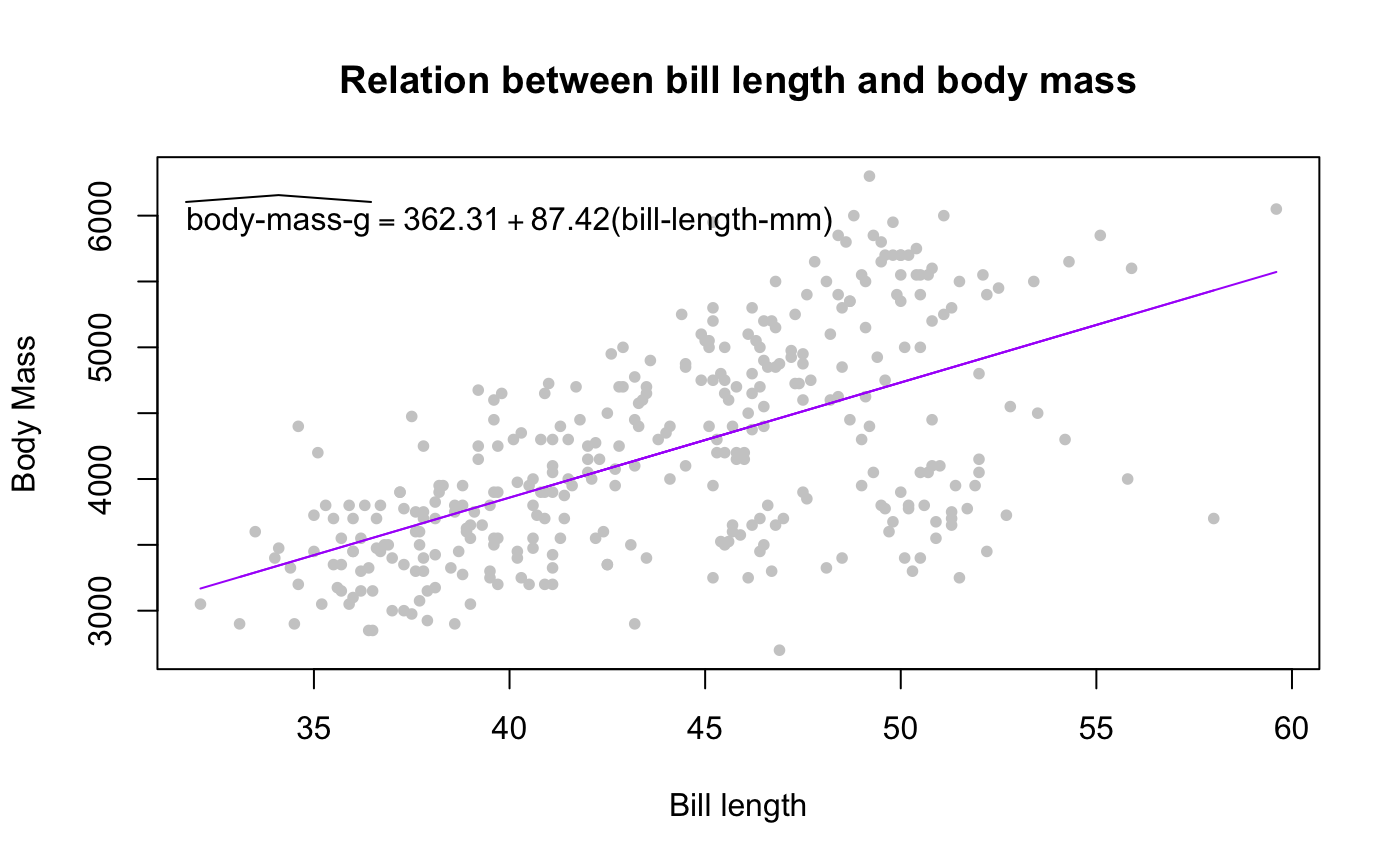 Relation between bill length and body mass
body-mass-g = 362.31 + 87.42(bill-length-mm)
6000
5000
4000
3000
Body Mass
35 40 45 50 55 60
Bill length